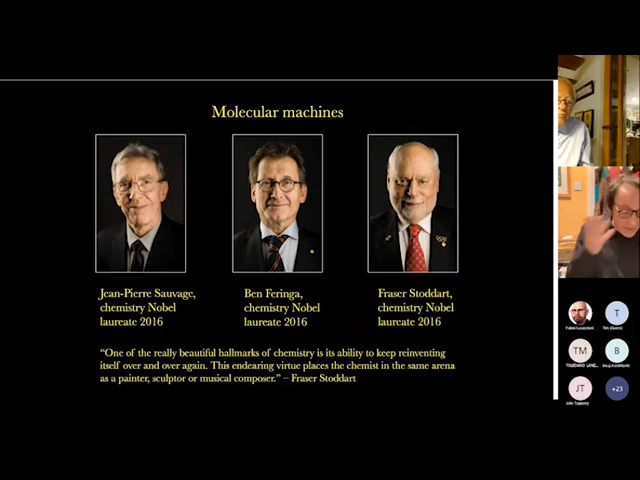 Molecular machines
Jean-Pierre Sauvage,
chemistry Nobel
laureate 2016
Ben Feringa,
chemistry Nobel
laureate 2016
Fraser Stoddart,
chemistry Nobel
laureate 2016
“One of the really beautiful hallmarks of chemistry is its ability to keep reinventing
itself over and over again. This endearing virtue places the chemist in the same arena
as a painter, sculptor or musical composer.” – Fraser Stoddart
T
Tim (Guest)
TM
B
JT
+23